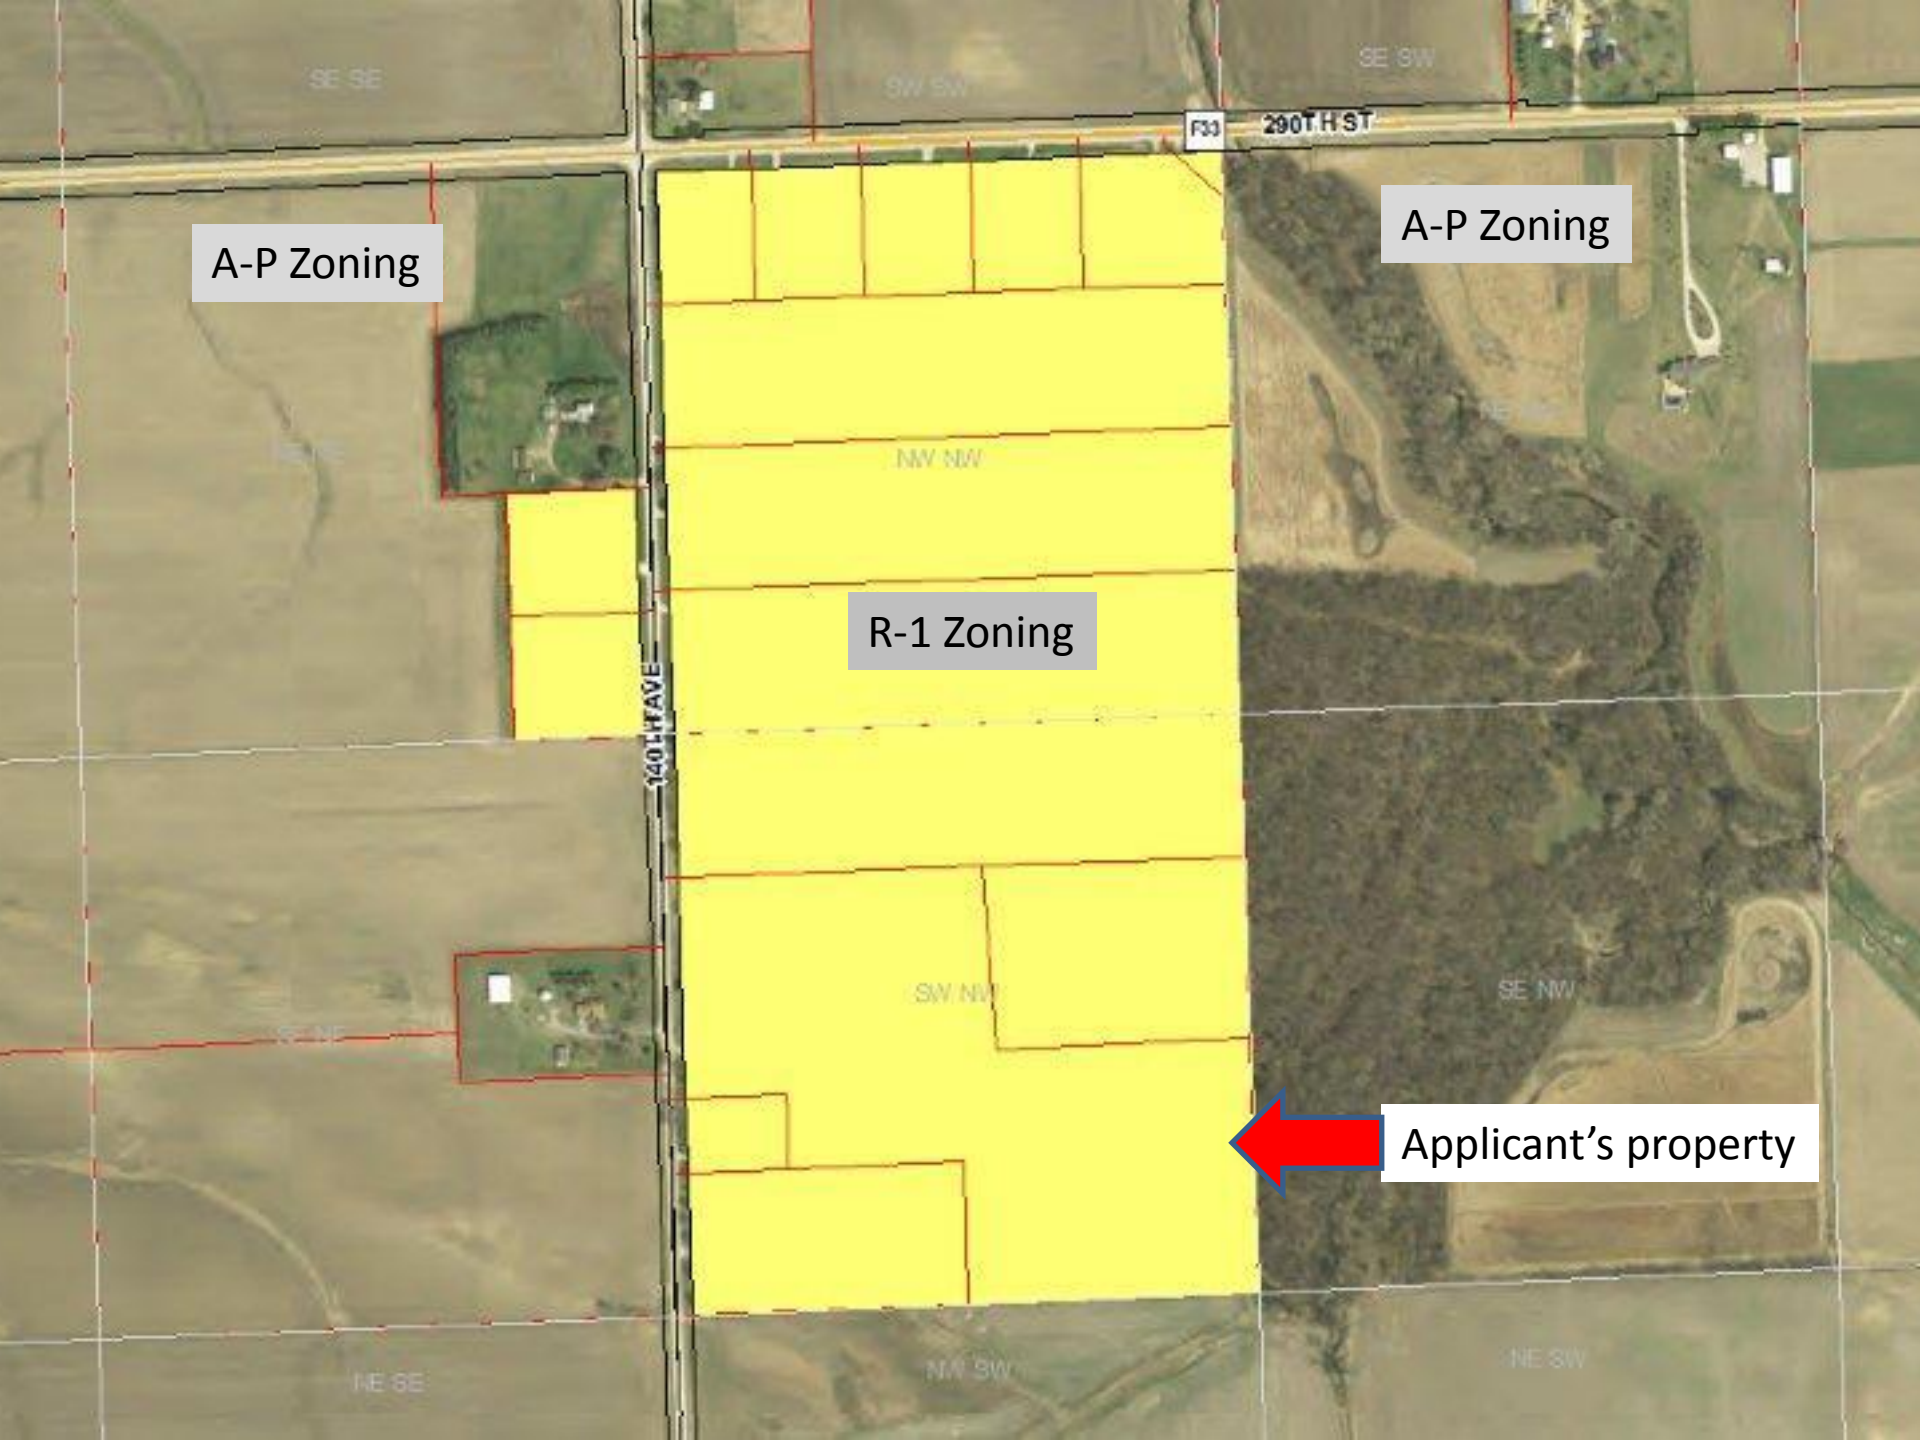 SE SE
SW SW
SE SW
F33
290TH ST
A-P Zoning
A-P Zoning
NW NW
R-1 Zoning
140TH AVE
SW NW
SE NW
Applicant’s property
NE SE
NW SW
NE SW